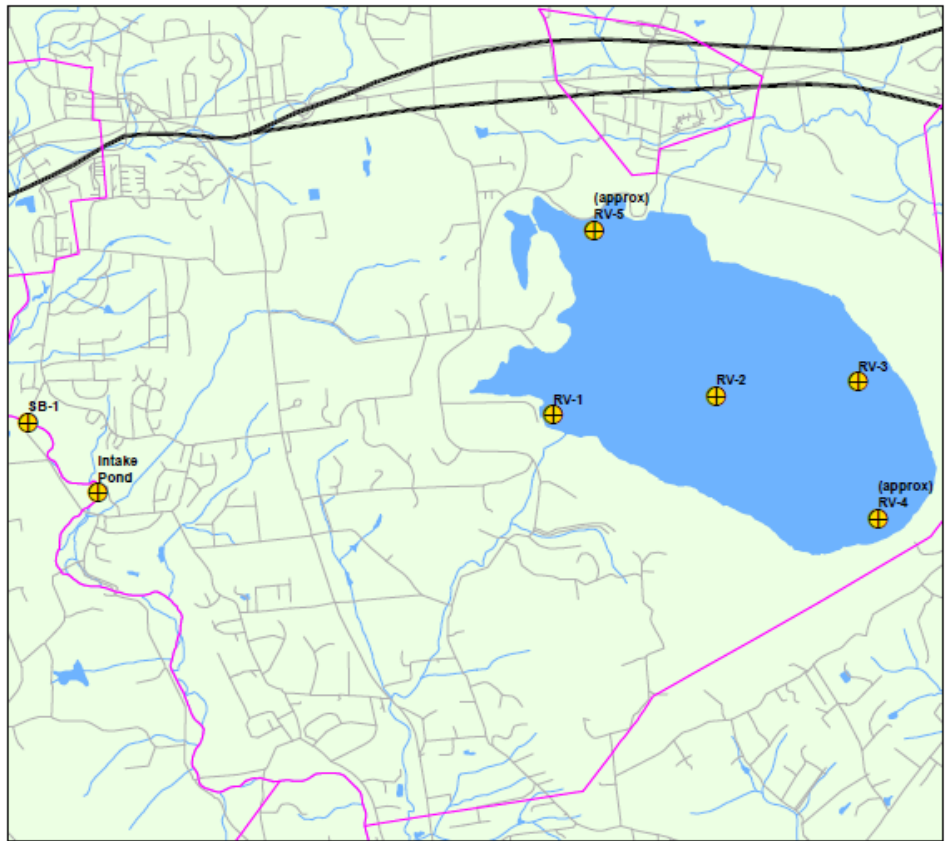 (approx)
RV-5
RV-3
RV-2
RV-1
SB-1
Intake
Pond
(approx)
RV-4